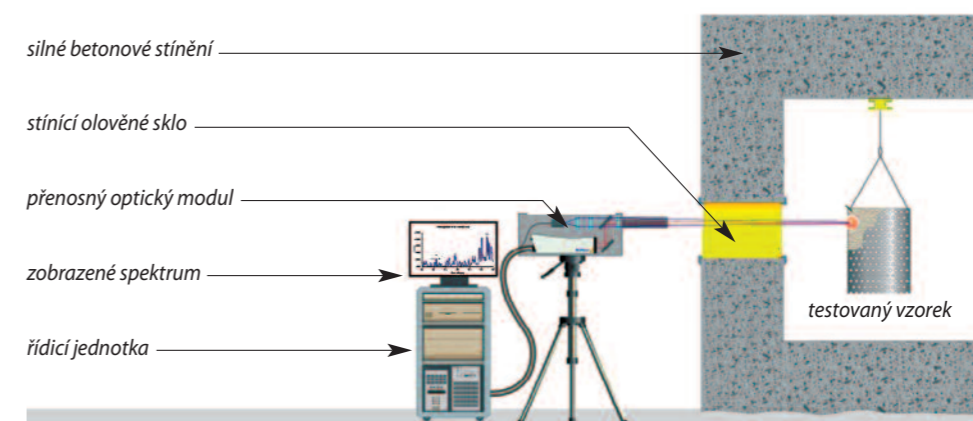 silné betonové stínění
stínící olověné sklo
přenosný optický modul
zobrazené spektrum
řídicí jednotka
testovaný vzorek